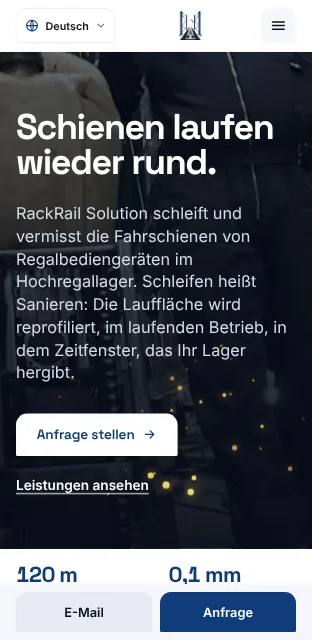 Deutsch
Schienen laufen
wieder rund.
RackRail Solution schleift und
vermisst die Fahrschienen von
Regalbediengeräten im
Hochregallager. Schleifen heißt
Sanieren: Die Lauffläche wird
reprofiliert, im laufenden Betrieb, in
dem Zeitfenster, das Ihr Lager
hergibt.
Anfrage stellen →
Leistungen ansehen
120 m
0,1 mm
E-Mail
Anfrage